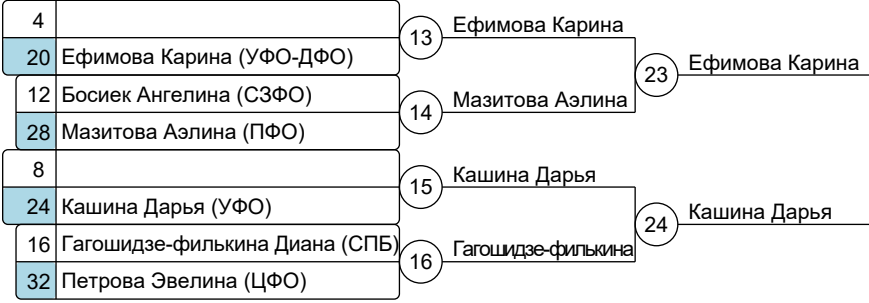 4
20 Ефимова Карина (УФО-ДФО)
12 Босиек Ангелина (СЗФО)
28 Мазитова Аэлина (ПФО)
8
24 Кашина Дарья (УФО)
16 Гагошидзе-филькина Диана (СПБ)
32 Петрова Эвелина (ЦФО)
13 Ефимова Карина
14 Мазитова Аэлина
15 Кашина Дарья
16 Гагошидзе-филькина
23 Ефимова Карина
24 Кашина Дарья